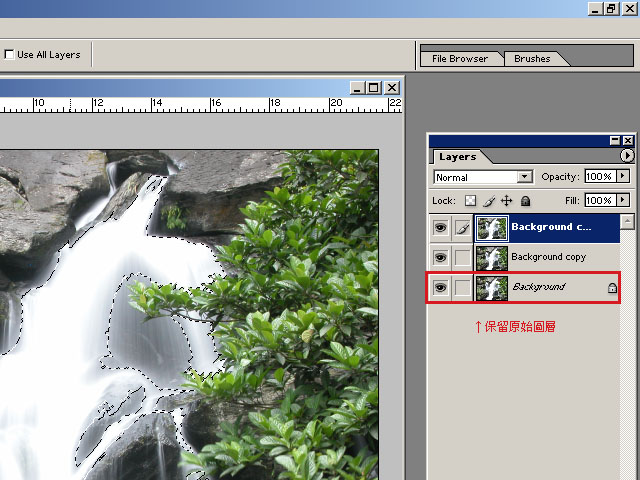 Use All Layers
File Browser
Brushes
10 12 14 16 18 20 22
Layers
Normal
Opacity: 100%
Lock:
Fill: 100%
Background c...
Background copy
Background
↑保留原始圖層